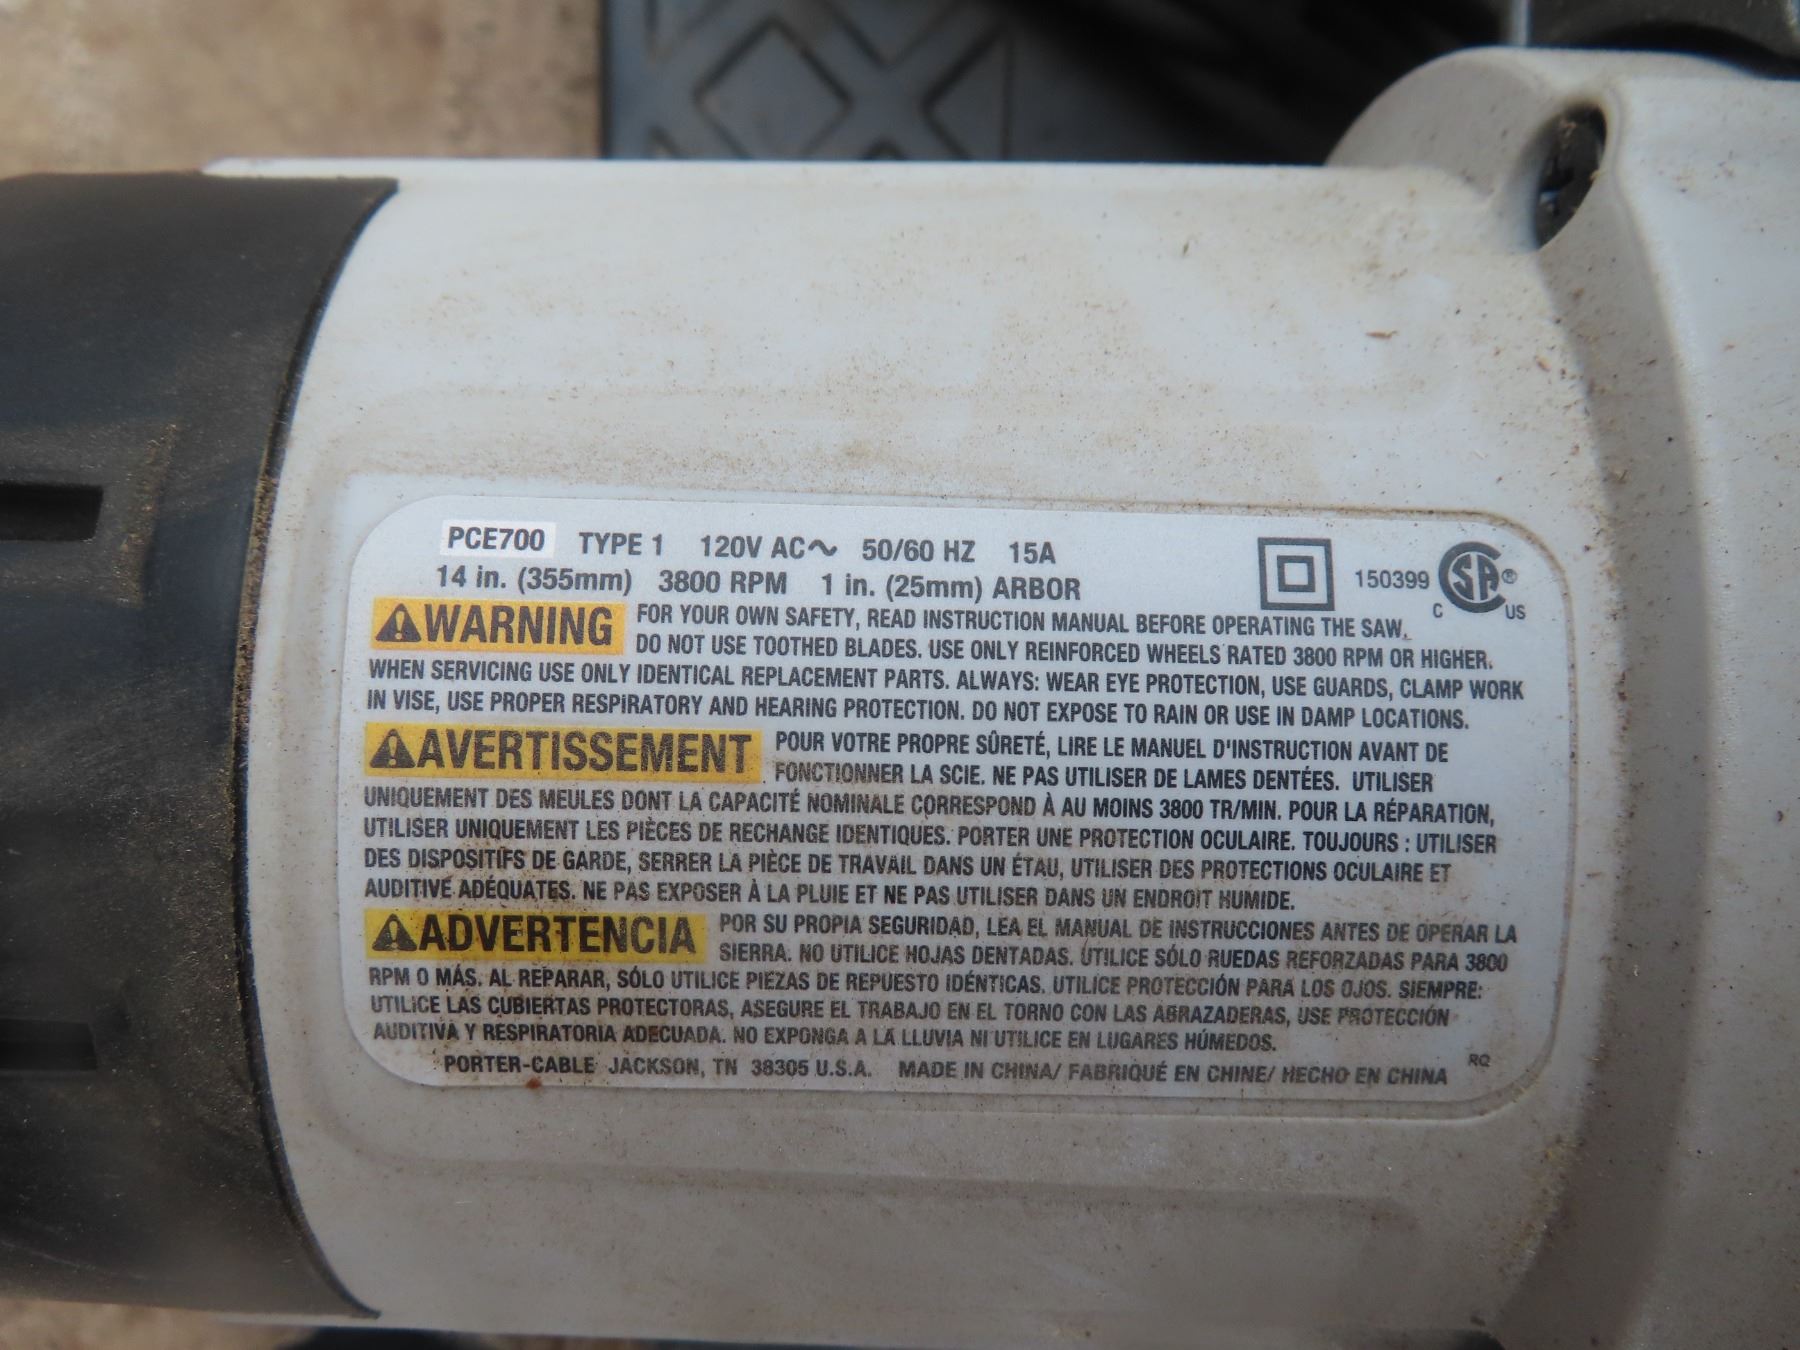 PCE700 TYPE 1 120V AC~ 50/60 HZ 15A
14 in. (355mm) 3800 RPM 1 in. (25mm) ARBOR
150399 C SA® US
⚠WARNING FOR YOUR OWN SAFETY, READ INSTRUCTION MANUAL BEFORE OPERATING THE SAW.
DO NOT USE TOOTHED BLADES. USE ONLY REINFORCED WHEELS RATED 3800 RPM OR HIGHER.
WHEN SERVICING USE ONLY IDENTICAL REPLACEMENT PARTS. ALWAYS: WEAR EYE PROTECTION, USE GUARDS, CLAMP WORK
IN VISE, USE PROPER RESPIRATORY AND HEARING PROTECTION. DO NOT EXPOSE TO RAIN OR USE IN DAMP LOCATIONS.
⚠AVERTISSEMENT POUR VOTRE PROPRE SÛRETÉ, LIRE LE MANUEL D'INSTRUCTION AVANT DE
FONCTIONNER LA SCIE. NE PAS UTILISER DE LAMES DENTÉES. UTILISER
UNIQUEMENT DES MEULES DONT LA CAPACITÉ NOMINALE CORRESPOND À AU MOINS 3800 TR/MIN. POUR LA RÉPARATION,
UTILISER UNIQUEMENT LES PIÈCES DE RECHANGE IDENTIQUES. PORTER UNE PROTECTION OCULAIRE. TOUJOURS : UTILISER
DES DISPOSITIFS DE GARDE, SERRER LA PIÈCE DE TRAVAIL DANS UN ÉTAU, UTILISER DES PROTECTIONS OCULAIRE ET
AUDITIVE ADÉQUATES. NE PAS EXPOSER À LA PLUIE ET NE PAS UTILISER DANS UN ENDROIT HUMIDE.
⚠ADVERTENCIA POR SU PROPIA SEGURIDAD, LEA EL MANUAL DE INSTRUCCIONES ANTES DE OPERAR LA
SIERRA. NO UTILICE HOJAS DENTADAS. ÚTILICE SÓLO RUEDAS REFORZADAS PARA 3800
RPM O MÁS. AL REPARAR, SÓLO UTILICE PIEZAS DE REPUESTO IDÉNTICAS. UTILICE PROTECCIÓN PARA LOS OJOS. SIEMPRE:
UTILICE LAS CUBIERTAS PROTECTORAS, ASEGURE EL TRABAJO EN EL TORNO CON LAS ABRAZADERAS, USE PROTECCIÓN
AUDITIVA Y RESPIRATORIA ADECUADA. NO EXPONGA A LA LLUVIA NI UTILICE EN LUGARES HÚMEDOS.
PORTER-CABLE JACKSON, TN 38305 U.S.A. MADE IN CHINA/ FABRIQUÉ EN CHINE/ HECHO EN CHINA RQ